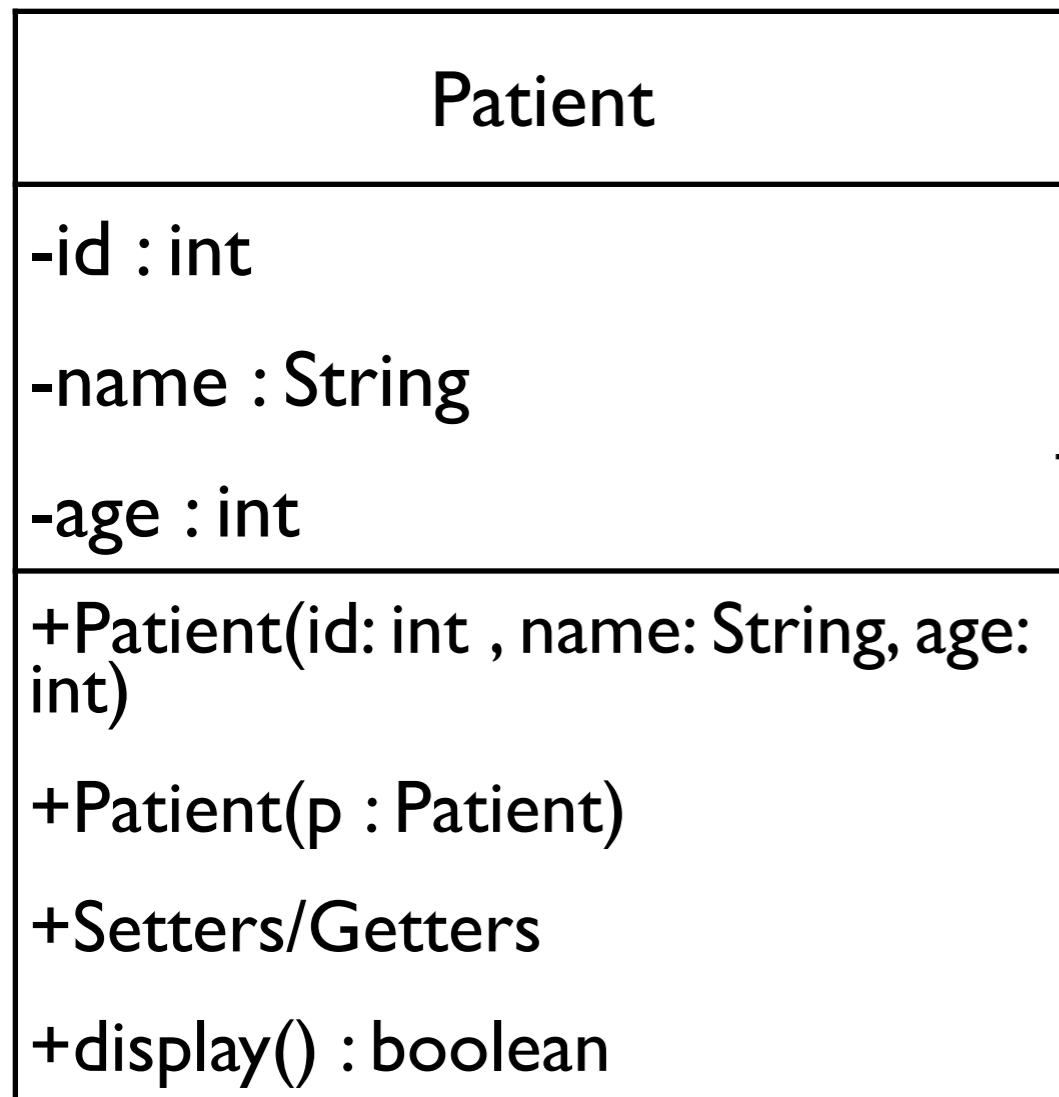 Patient
-id : int
-name : String
-age : int
+Patient(id: int , name: String, age:
int)
+Patient(p : Patient)
+Setters/Getters
+display() : boolean